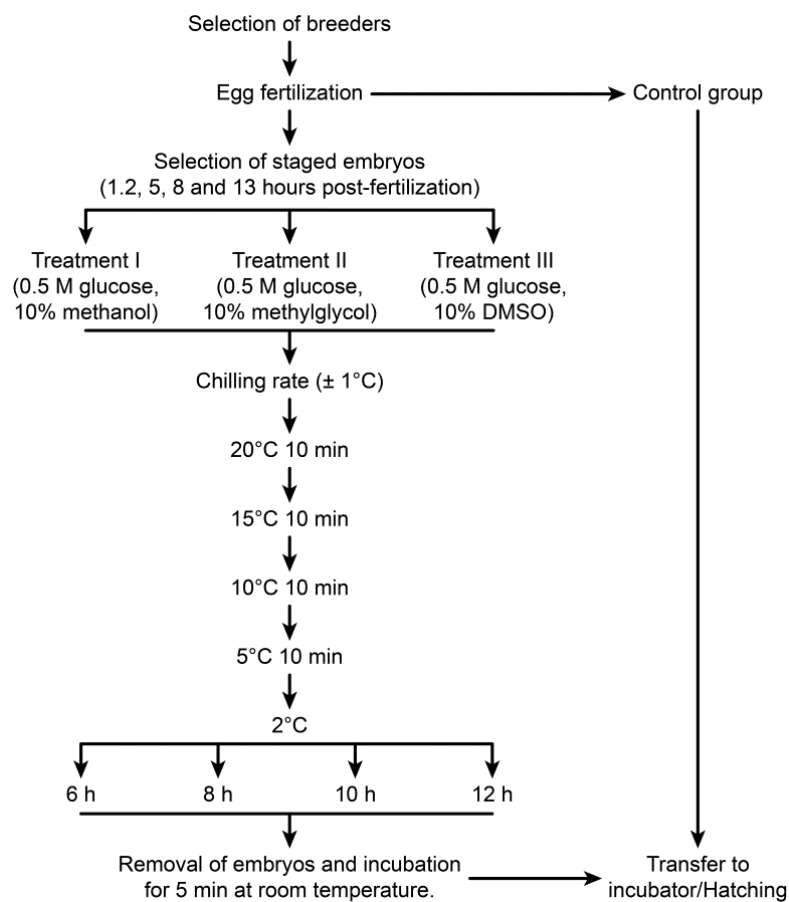 Selection of breeders
Egg fertilization
Control group
Selection of staged embryos
(1.2, 5, 8 and 13 hours post-fertilization)
Treatment I
(0.5 M glucose,
10% methanol)
Treatment II
(0.5 M glucose,
10% methylglycol)
Treatment III
(0.5 M glucose,
10% DMSO)
Chilling rate (± 1°C)
20°C 10 min
15°C 10 min
10°C 10 min
5°C 10 min
2°C
6 h
8 h
10 h
12 h
Removal of embryos and incubation
for 5 min at room temperature.
Transfer to
incubator/Hatching